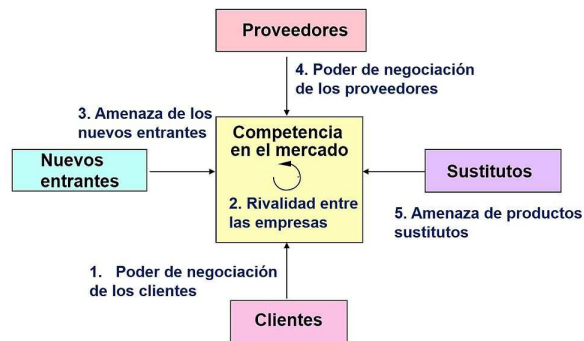 Proveedores
4. Poder de negociación
de los proveedores
3. Amenaza de los
nuevos entrantes
Competencia
en el mercado
Nuevos
entrantes
Sustitutos
2. Rivalidad entre
las empresas
5. Amenaza de productos
sustitutos
1. Poder de negociación
de los clientes
Clientes